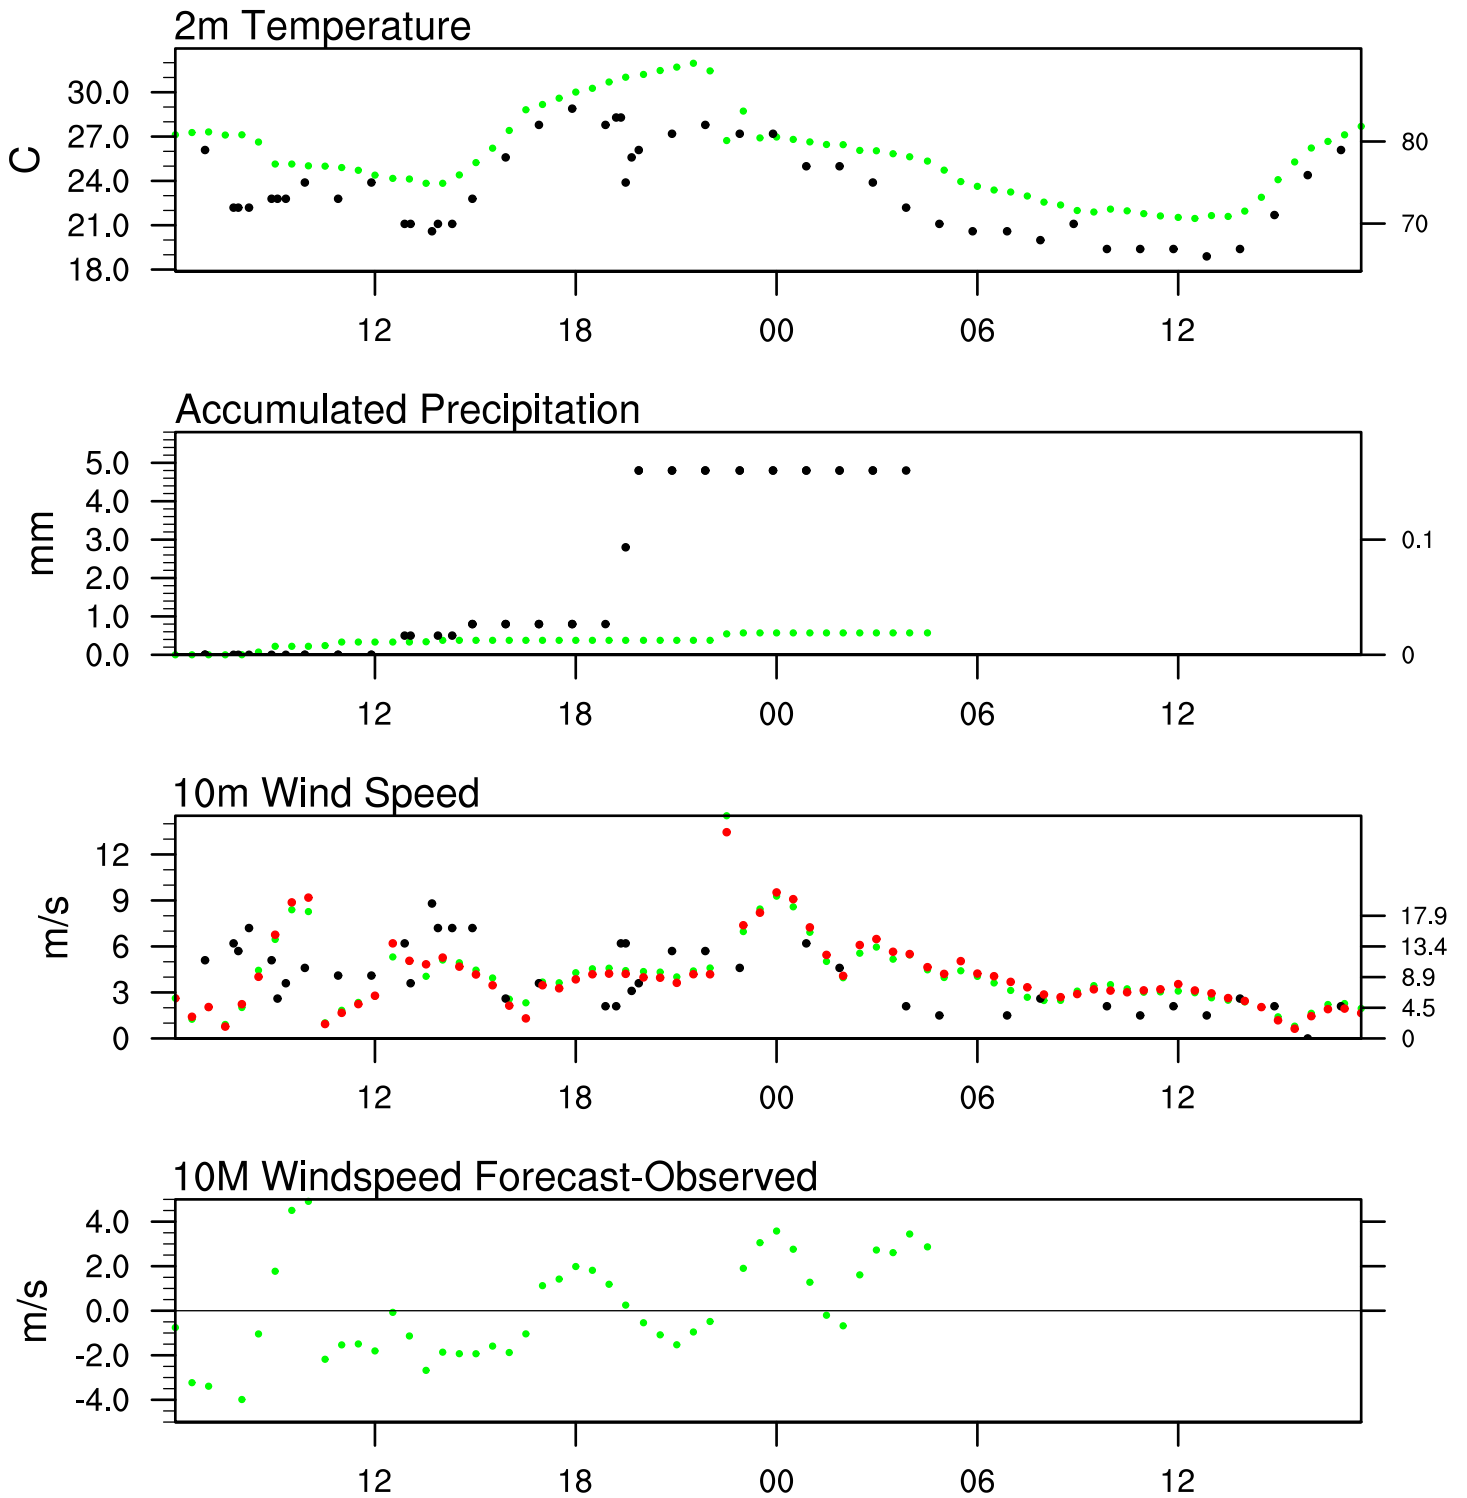 2m Temperature
30.0
27.0
24.0
21.0
18.0
C
80
70
12 18 00 06 12
Accumulated Precipitation
5.0
4.0
3.0
2.0
1.0
0.0
mm
0.1
0
12 18 00 06 12
10m Wind Speed
12
9
6
3
0
m/s
17.9
13.4
8.9
4.5
0
12 18 00 06 12
10M Windspeed Forecast-Observed
4.0
2.0
0.0
-2.0
-4.0
m/s
12 18 00 06 12